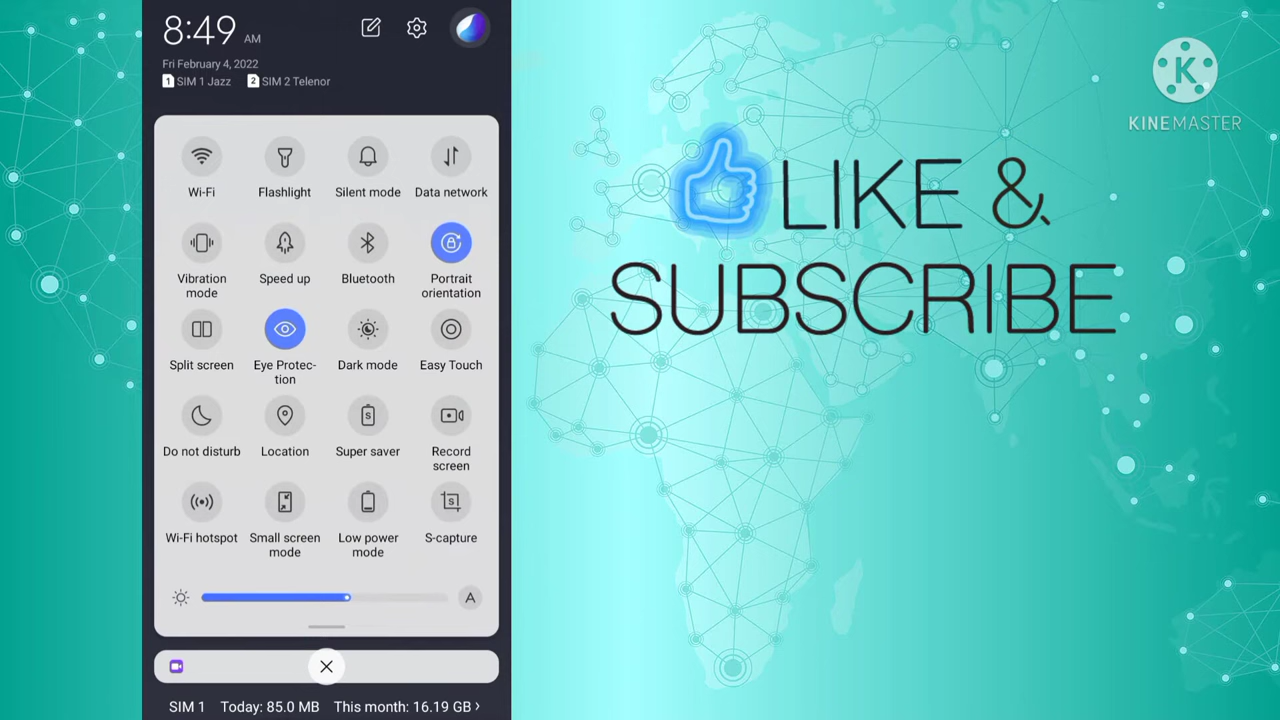 8:49 AM
Fri February 4, 2022
1 SIM 1 Jazz 2 SIM 2 Telenor
Wi-Fi
Flashlight
Silent mode
Data network
Vibration
mode
Speed up
Bluetooth
Portrait
orientation
Split screen
Eye Protec-
tion
Dark mode
Easy Touch
Do not disturb
Location
S
Super saver
Record
screen
Wi-Fi hotspot
Small screen
mode
Low power
mode
S
S-capture
A
SIM 1 Today: 85.0 MB This month: 16.19 GB ›
LIKE &
SUBSCRIBE
K
KINEMASTER